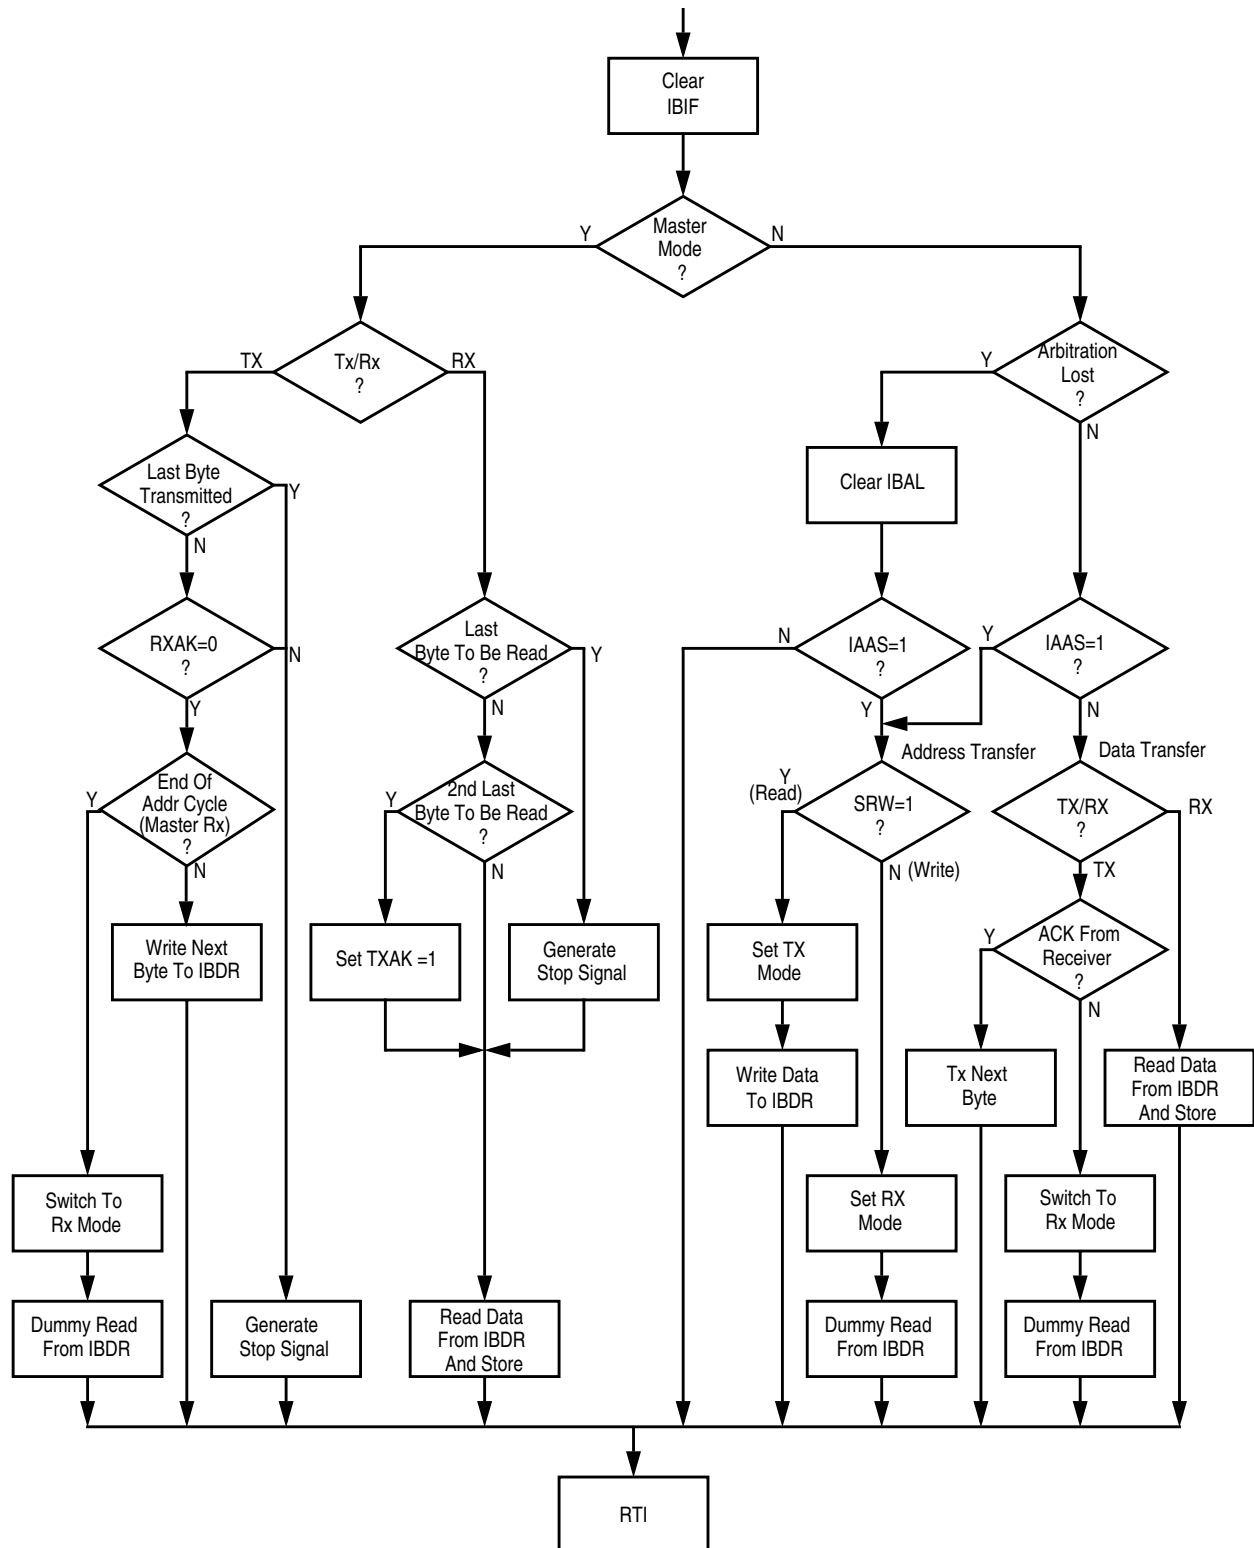 Clear
IBIF
Master
Mode
?
Y
N
Tx/Rx
?
TX
RX
Arbitration
Lost
?
Y
N
Last Byte
Transmitted
?
Y
N
Clear IBAL
RXAK=0
?
N
Y
Last
Byte To Be Read
?
Y
N
IAAS=1
?
N
Y
IAAS=1
?
Y
N
Address Transfer
Data Transfer
End Of
Addr Cycle
(Master Rx)
?
Y
N
2nd Last
Byte To Be Read
?
Y
N
Y
(Read)
SRW=1
?
N (Write)
TX/RX
?
RX
TX
Write Next
Byte To IBDR
Set TXAK =1
Generate
Stop Signal
Set TX
Mode
ACK From
Receiver
?
Y
N
Write Data
To IBDR
Tx Next
Byte
Read Data
From IBDR
And Store
Switch To
Rx Mode
Set RX
Mode
Switch To
Rx Mode
Dummy Read
From IBDR
Generate
Stop Signal
Read Data
From IBDR
And Store
Dummy Read
From IBDR
Dummy Read
From IBDR
RTI